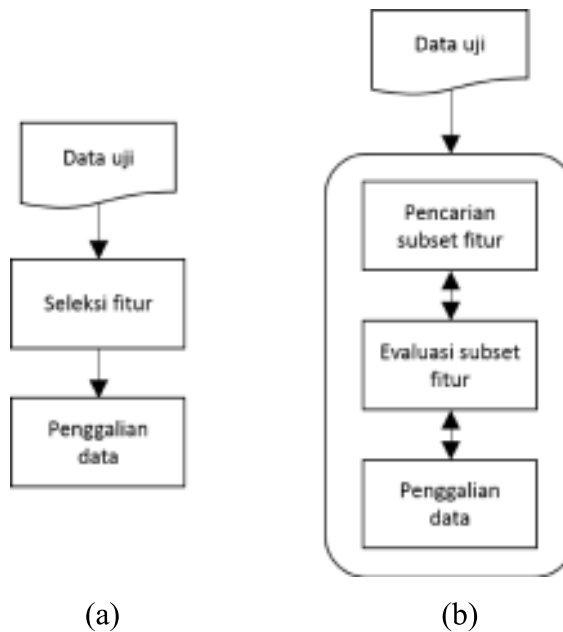 Data uji
Seleksi fitur
Penggalian
data
(a)
Data uji
Pencarian
subset fitur
Evaluasi subset
fitur
Penggalian
data
(b)